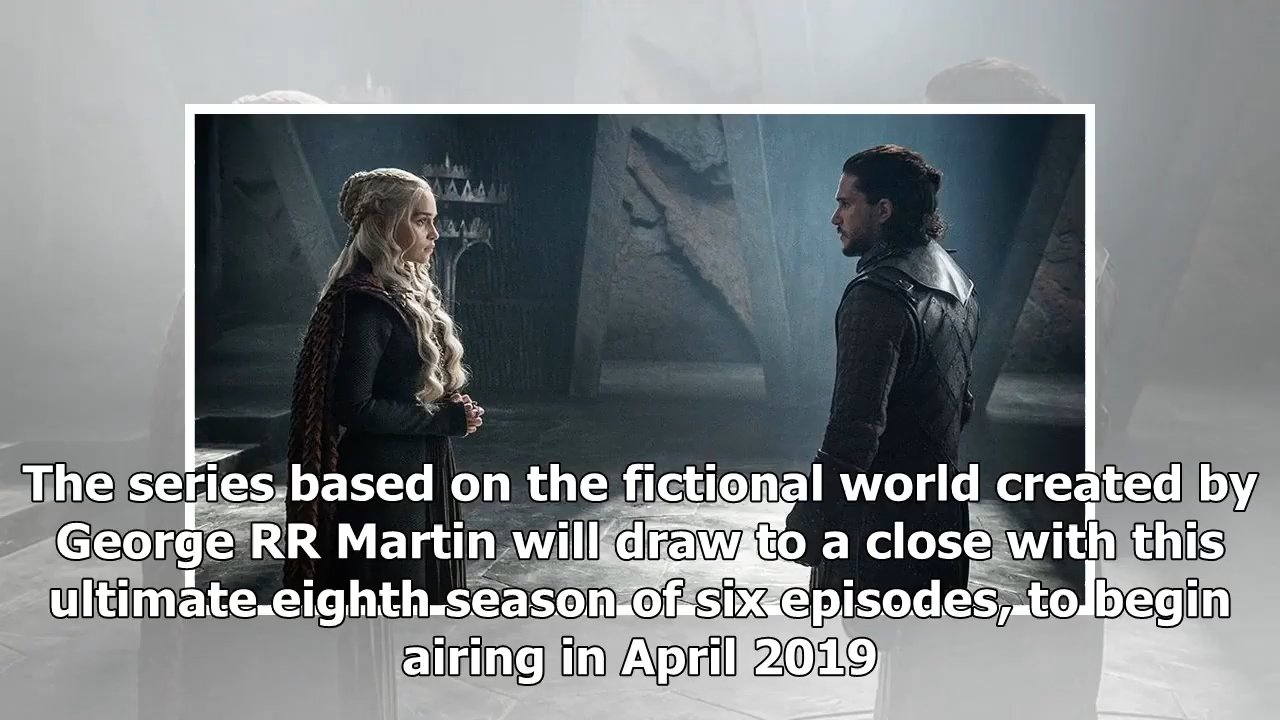 The series based on the fictional world created by
George RR Martin will draw to a close with this
ultimate eighth season of six episodes, to begin
airing in April 2019